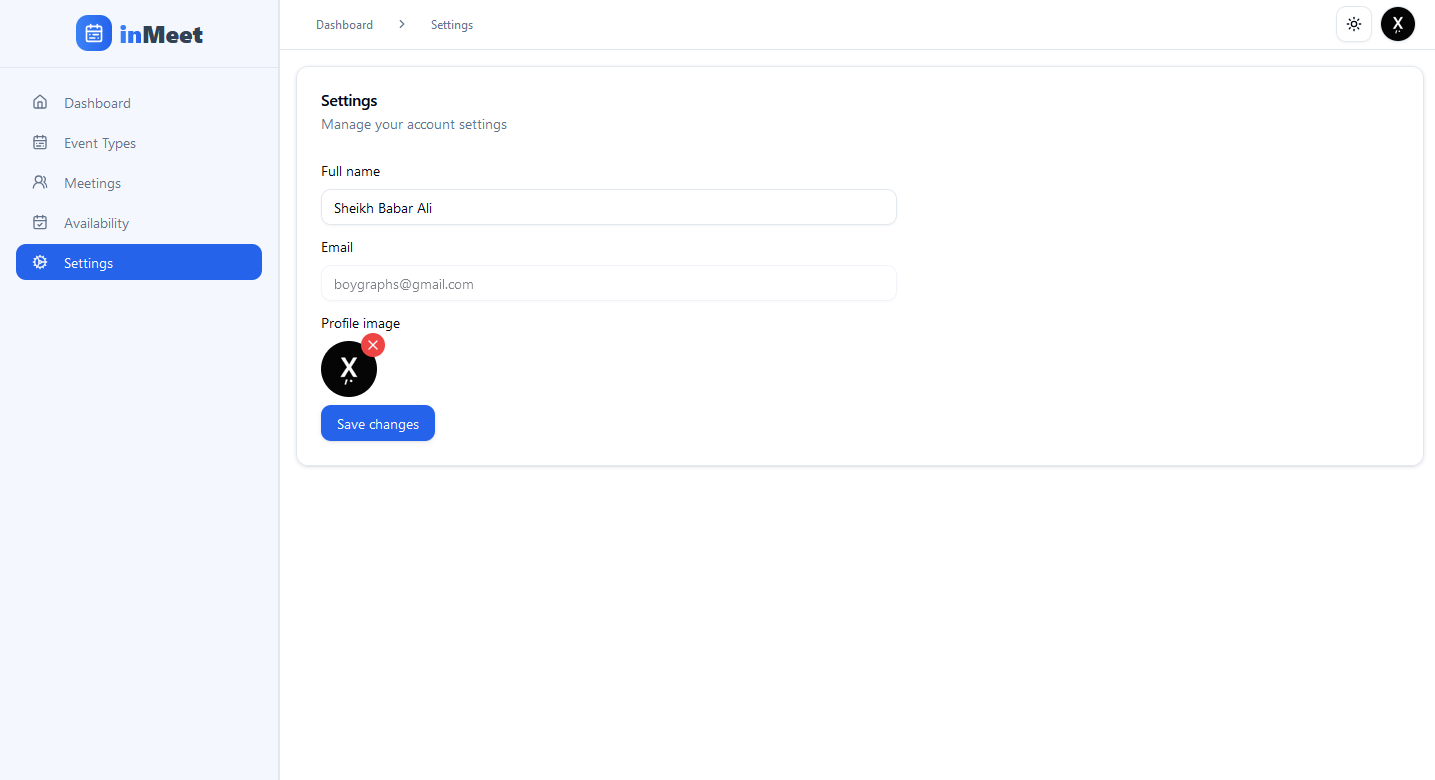 inMeet
Dashboard
Event Types
Meetings
Availability
Settings
Dashboard > Settings
X
Settings
Manage your account settings
Full name
Sheikh Babar Ali
Email
boygraphs@gmail.com
Profile image
X
Save changes